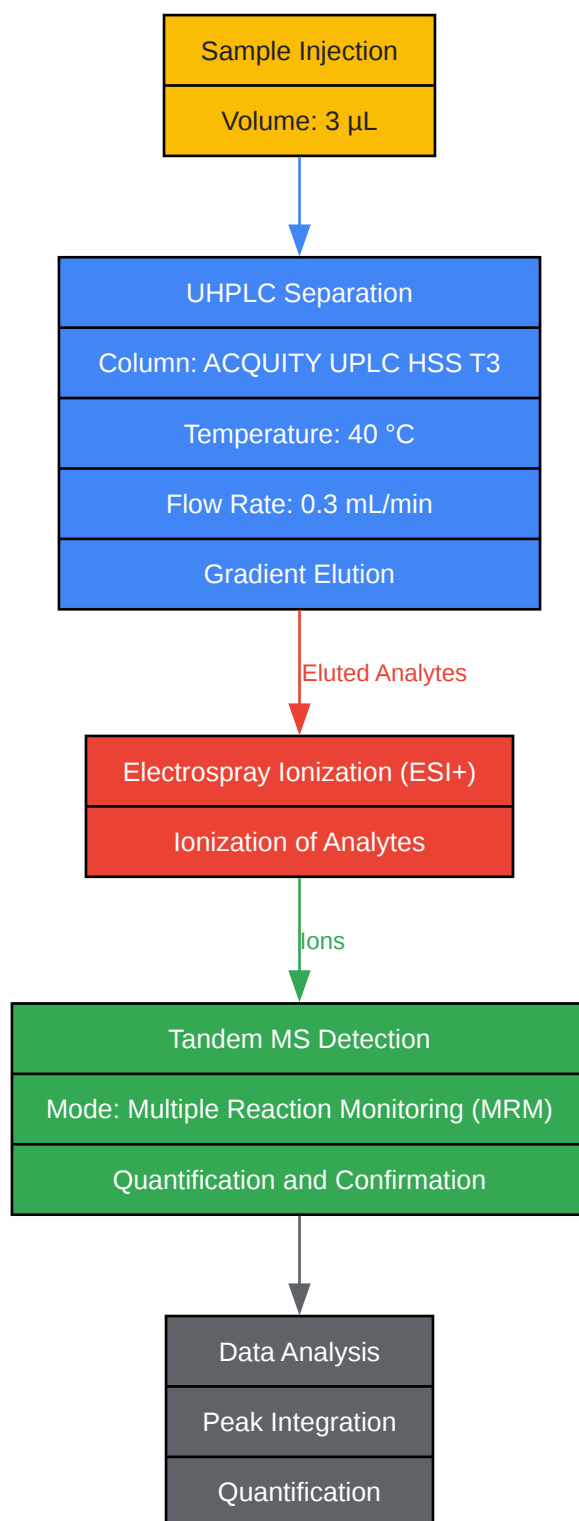 Sample Injection
Volume: 3 µL
UHPLC Separation
Column: ACQUITY UPLC HSS T3
Temperature: 40 °C
Flow Rate: 0.3 mL/min
Gradient Elution
Eluted Analytes
Electrospray Ionization (ESI+)
Ionization of Analytes
Ions
Tandem MS Detection
Mode: Multiple Reaction Monitoring (MRM)
Quantification and Confirmation
Data Analysis
Peak Integration
Quantification